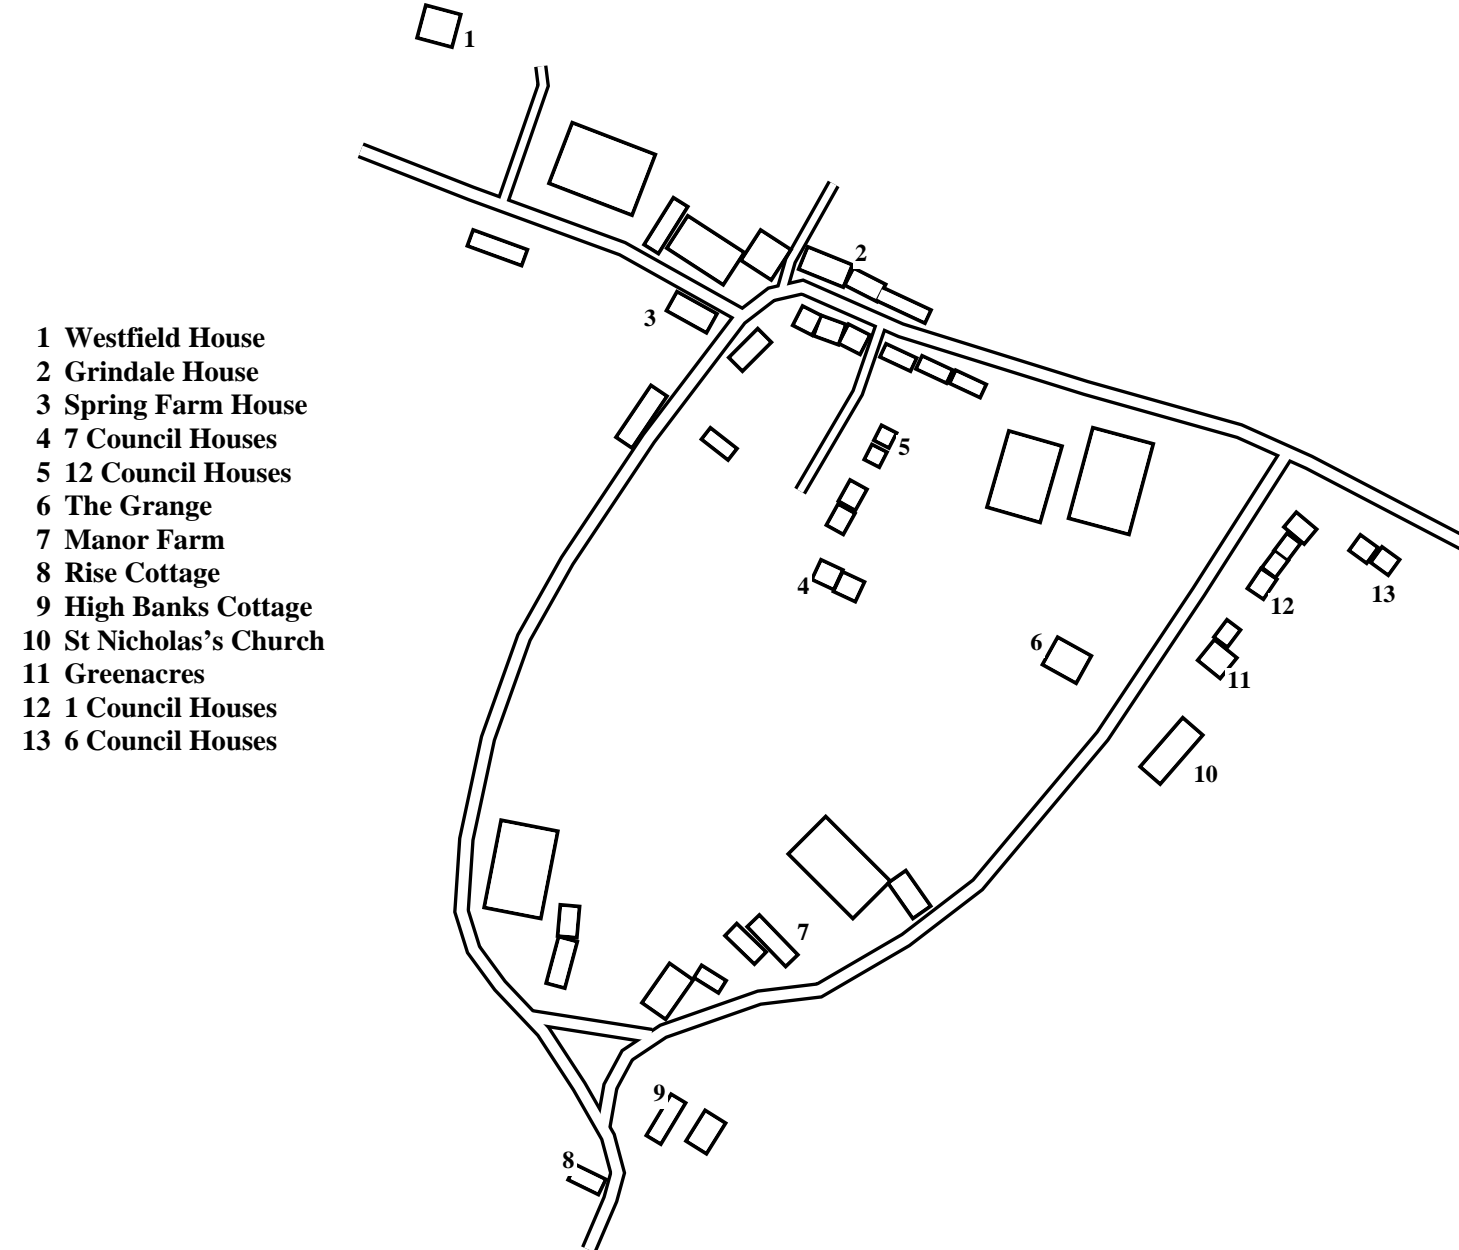 1
2
3
1 Westfield House
2 Grindale House
3 Spring Farm House
4 7 Council Houses
5 12 Council Houses
6 The Grange
7 Manor Farm
8 Rise Cottage
9 High Banks Cottage
10 St Nicholas’s Church
11 Greenacres
12 1 Council Houses
13 6 Council Houses
5
4
13
12
6
11
10
7
9
8